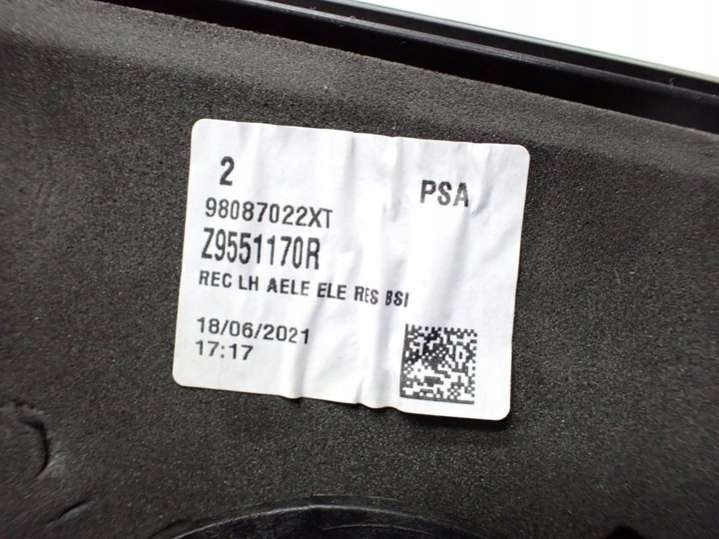 2
PSA
98087022XT
Z9551170R
REC LH AELE ELE RES BSI
18/06/2021
17:17